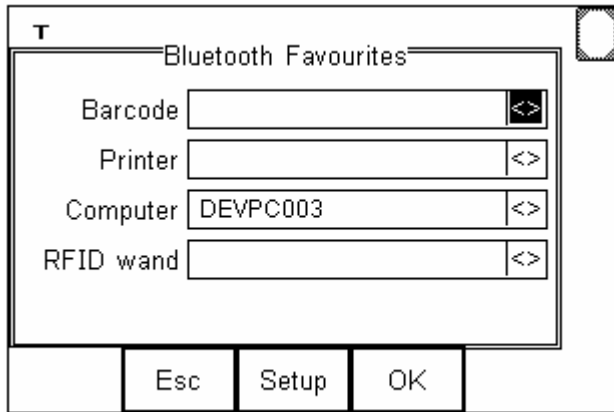 T
Bluetooth Favourites
Barcode <>
Printer <>
Computer DEVPC003 <>
RFID wand <>
Esc Setup OK